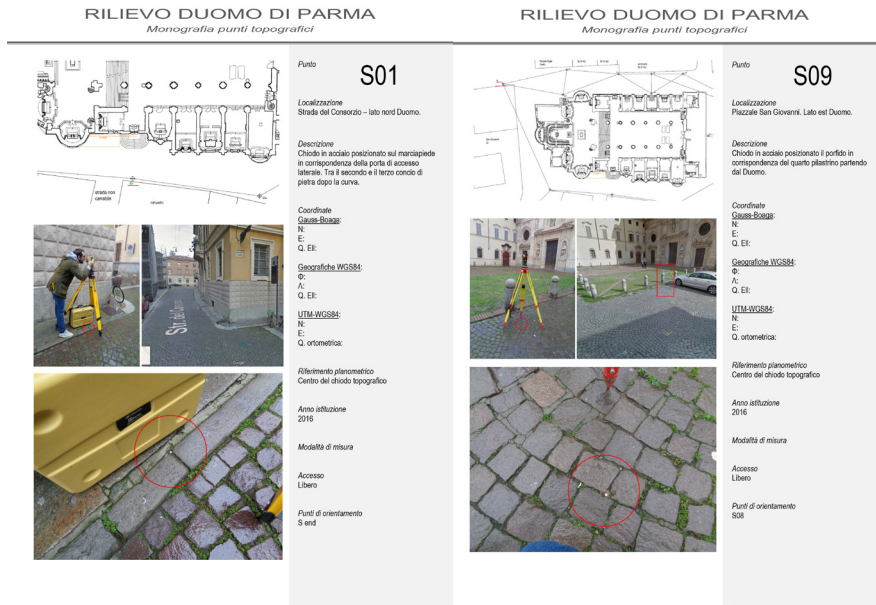 RILIEVO DUOMO DI PARMA
Monografia punti topografici
Punto
S01
Localizzazione
Strada del Consorzio – lato nord Duomo.
Descrizione
Chiodo in acciaio posizionato sul marciapiede
in corrispondenza della porta di accesso
laterale. Tra il secondo e il terzo concio di
pietra dopo la curva.
Coordinate
Gauss-Boaga:
N:
E:
Q. Ell:
Geografiche WGS84:
Φ:
Λ:
Q. Ell:
UTM-WGS84:
N:
E:
Q. ortometrica:
Riferimento planometrico
Centro del chiodo topografico
Anno istituzione
2016
Modalità di misura
Accesso
Libero
Punti di orientamento
S end
strada non
carrabile
RILIEVO DUOMO DI PARMA
Monografia punti topografici
Punto
S09
Localizzazione
Piazzale San Giovanni. Lato est Duomo.
Descrizione
Chiodo in acciaio posizionato il porfido in
corrispondenza del quarto pilastrino partendo
dal Duomo.
Coordinate
Gauss-Boaga:
N:
E:
Q. Ell:
Geografiche WGS84:
Φ:
Λ:
Q. Ell:
UTM-WGS84:
N:
E:
Q. ortometrica:
Riferimento planometrico
Centro del chiodo topografico
Anno istituzione
2016
Modalità di misura
Accesso
Libero
Punti di orientamento
S08